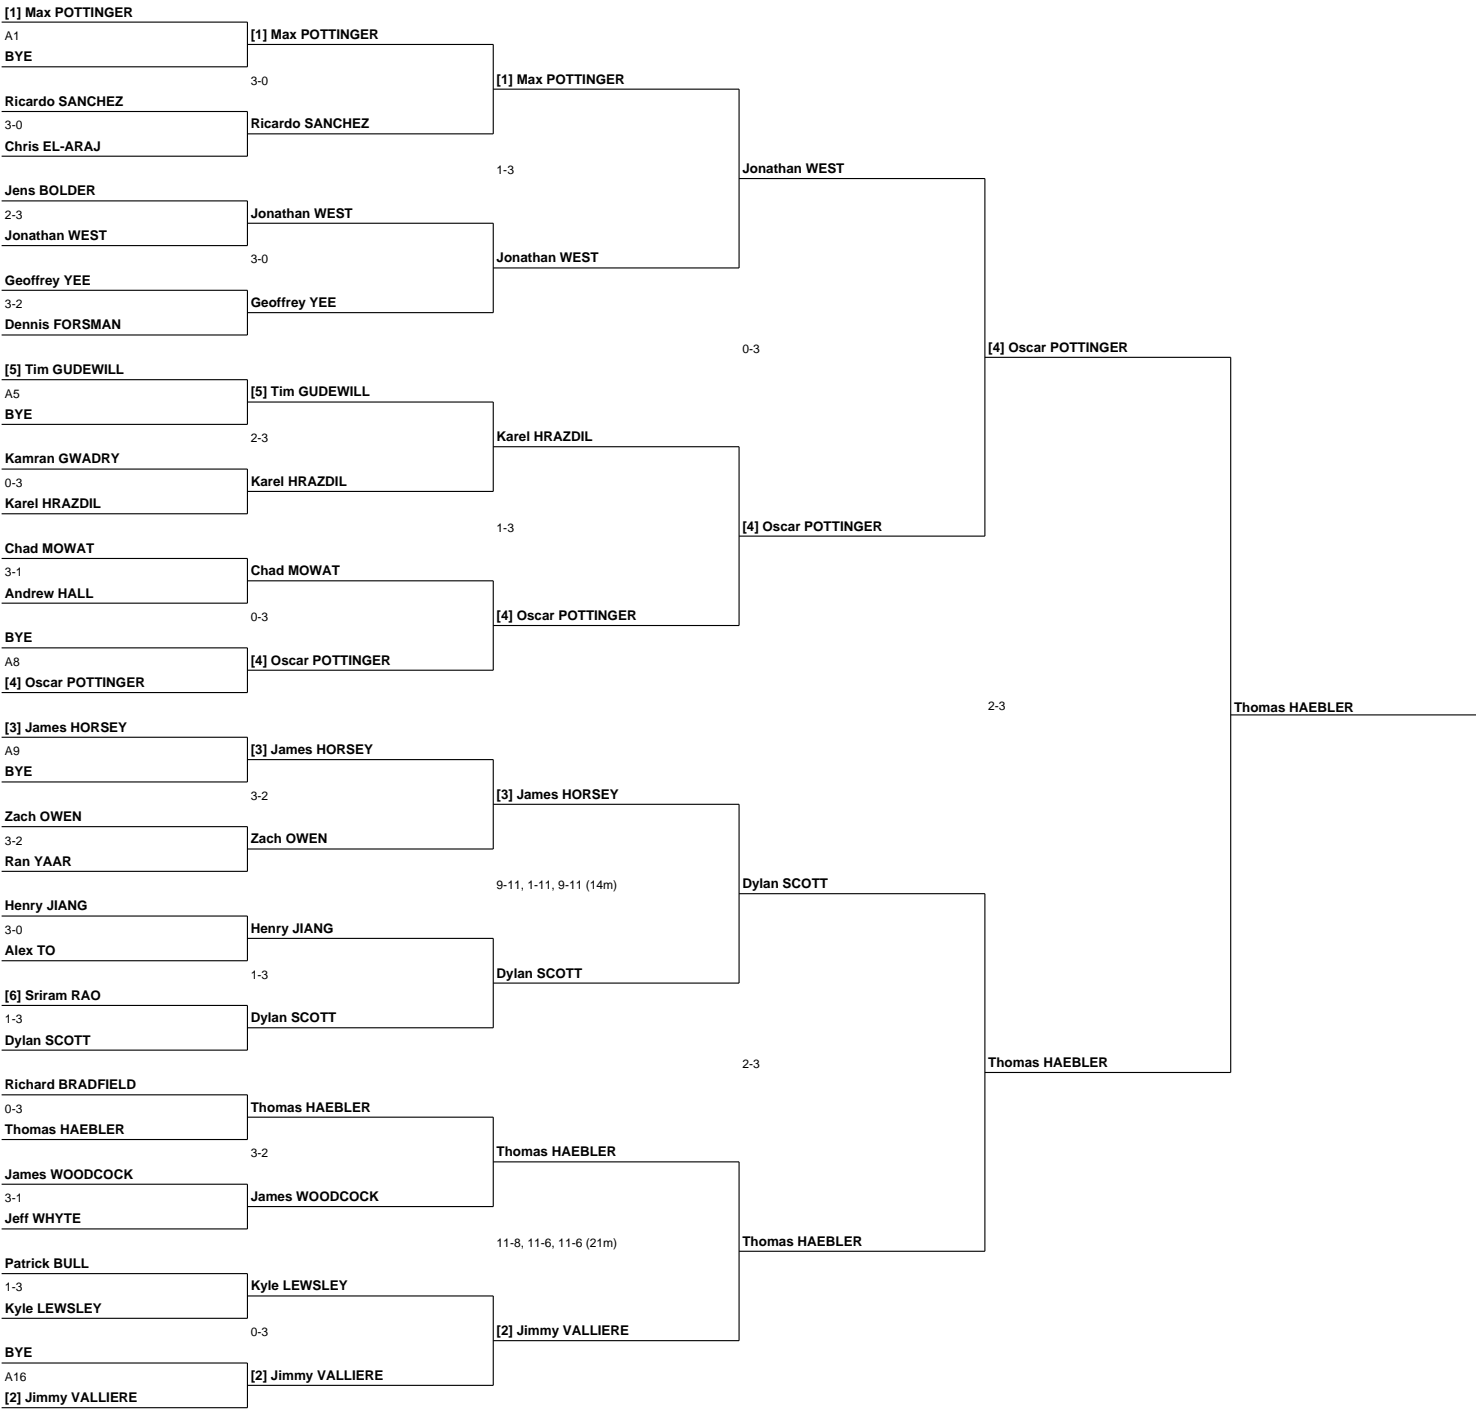 [1] Max POTTINGER
A1
BYE
Ricardo SANCHEZ
3-0
Chris EL-ARAJ
Jens BOLDER
2-3
Jonathan WEST
Geoffrey YEE
3-2
Dennis FORSMAN
[5] Tim GUDEWILL
A5
BYE
Kamran GWADRY
0-3
Karel HRAZDIL
Chad MOWAT
3-1
Andrew HALL
BYE
A8
[4] Oscar POTTINGER
[3] James HORSEY
A9
BYE
Zach OWEN
3-2
Ran YAAR
Henry JIANG
3-0
Alex TO
[6] Sriram RAO
1-3
Dylan SCOTT
Richard BRADFIELD
0-3
Thomas HAEBLER
James WOODCOCK
3-1
Jeff WHYTE
Patrick BULL
1-3
Kyle LEWSLEY
BYE
A16
[2] Jimmy VALLIERE
[1] Max POTTINGER
3-0
Ricardo SANCHEZ
Jonathan WEST
3-0
Geoffrey YEE
[5] Tim GUDEWILL
2-3
Karel HRAZDIL
Chad MOWAT
0-3
[4] Oscar POTTINGER
[3] James HORSEY
3-2
Zach OWEN
Henry JIANG
1-3
Dylan SCOTT
Thomas HAEBLER
3-2
James WOODCOCK
Kyle LEWSLEY
0-3
[2] Jimmy VALLIERE
[1] Max POTTINGER
1-3
Jonathan WEST
Karel HRAZDIL
1-3
[4] Oscar POTTINGER
[3] James HORSEY
9-11, 1-11, 9-11 (14m)
Dylan SCOTT
Thomas HAEBLER
11-8, 11-6, 11-6 (21m)
[2] Jimmy VALLIERE
Jonathan WEST
0-3
[4] Oscar POTTINGER
Dylan SCOTT
2-3
Thomas HAEBLER
[4] Oscar POTTINGER
2-3
Thomas HAEBLER
Thomas HAEBLER